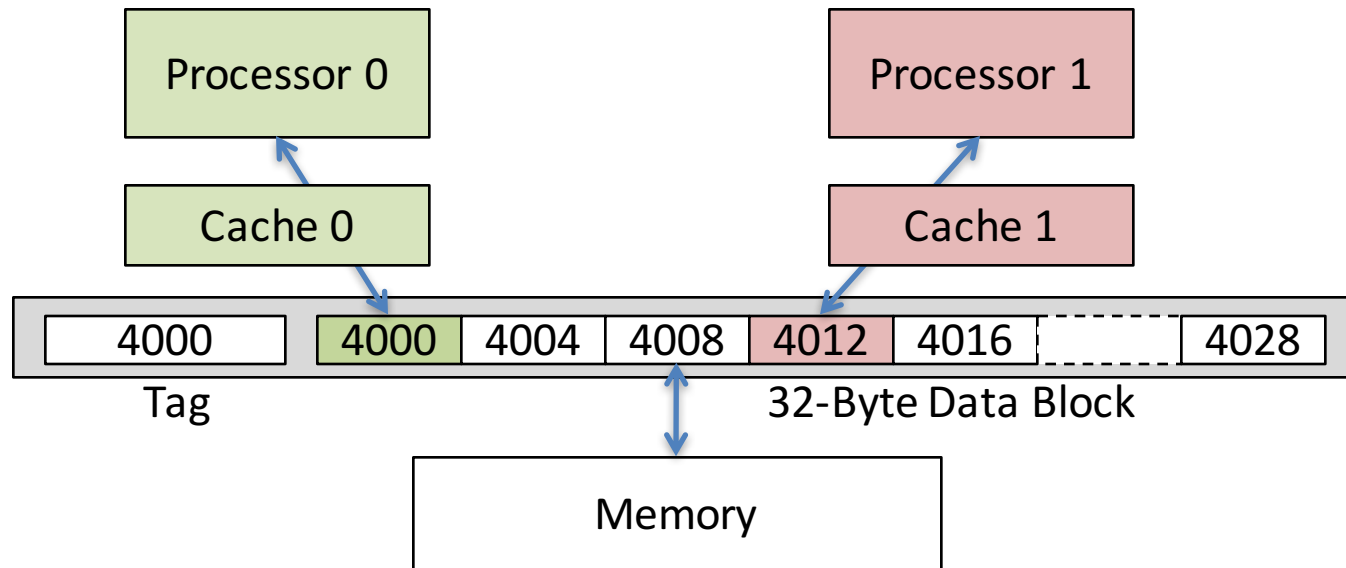 Processor 0
Processor 1
Cache 0
Cache 1
4000 4000 4004 4008 4012 4016 4028
Tag 32-Byte Data Block
Memory